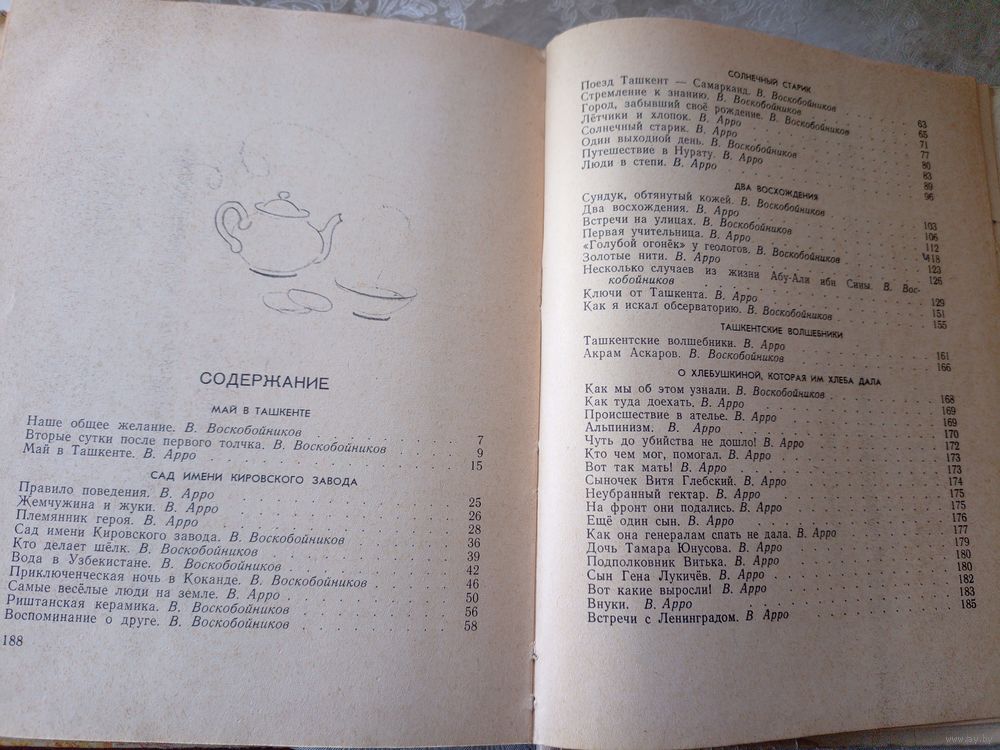 СОДЕРЖАНИЕ
МАЙ В ТАШКЕНТЕ
Наше общее желание. В. Воскобойников 7
Вторые сутки после первого толчка. В. Воскобойников 9
Май в Ташкенте. В. Арро 15
САД ИМЕНИ КИРОВСКОГО ЗАВОДА
Правило поведения. В. Арро 25
Жемчужина и жуки. В. Арро 26
Племянник героя. В. Арро 28
Сад имени Кировского завода. В. Воскобойников 36
Кто делает шёлк. В. Воскобойников 39
Вода в Узбекистане. В. Воскобойников 42
Приключенческая ночь в Коканде. В. Воскобойников 46
Самые весёлые люди на земле. В. Арро 50
Риштанская керамика. В. Воскобойников 56
Воспоминание о друге. В. Воскобойников 58
188
СОЛНЕЧНЫЙ СТАРИК
Поезд Ташкент — Самарканд. В. Воскобойников 63
Стремление к знанию. В. Воскобойников 65
Город, забывший своё рождение. В. Воскобойников 71
Лётчики и хлопок. В. Арро 77
Солнечный старик. В. Арро 80
Один выходной день. В. Воскобойников 83
Путешествие в Нурату. В. Арро 89
Люди в степи. В. Арро 96
ДВА ВОСХОЖДЕНИЯ
Сундук, обтянутый кожей. В. Воскобойников 103
Два восхождения. В. Арро 106
Встречи на улицах. В. Воскобойников 112
Первая учительница. В. Арро 118
«Голубой огонёк» у геологов. В. Воскобойников 123
Золотые нити. В. Арро 126
Несколько случаев из жизни Абу-Али ибн Сины. В. Вос-
кобойников 129
Ключи от Ташкента. В. Арро 151
Как я искал обсерваторию. В. Воскобойников 155
ТАШКЕНТСКИЕ ВОЛШЕБНИКИ
Ташкентские волшебники. В. Арро 161
Акрам Аскаров. В. Воскобойников 166
О ХЛЕБУШКИНОЙ, КОТОРАЯ ИМ ХЛЕБА ДАЛА
Как мы об этом узнали. В. Воскобойников 168
Как туда доехать. В. Арро 169
Происшествие в ателье. В. Арро 169
Альпинизм. В. Арро 170
Чуть до убийства не дошло! В. Арро 172
Кто чем мог, помогал. В. Арро 173
Вот так мать! В. Арро 173
Сыночек Витя Глебский. В. Арро 174
Неубранный гектар. В. Арро 175
На фронт они подались. В. Арро 175
Ещё один сын. В. Арро 176
Как она генералам спать не дала. В. Арро 177
Дочь Тамара Юнусова. В. Арро 179
Подполковник Витька. В. Арро 180
Сын Гена Лукичёв. В. Арро 180
Вот какие выросли! В. Арро 182
Внуки. В. Арро 183
Встречи с Ленинградом. В. Арро 185
www.ay.by